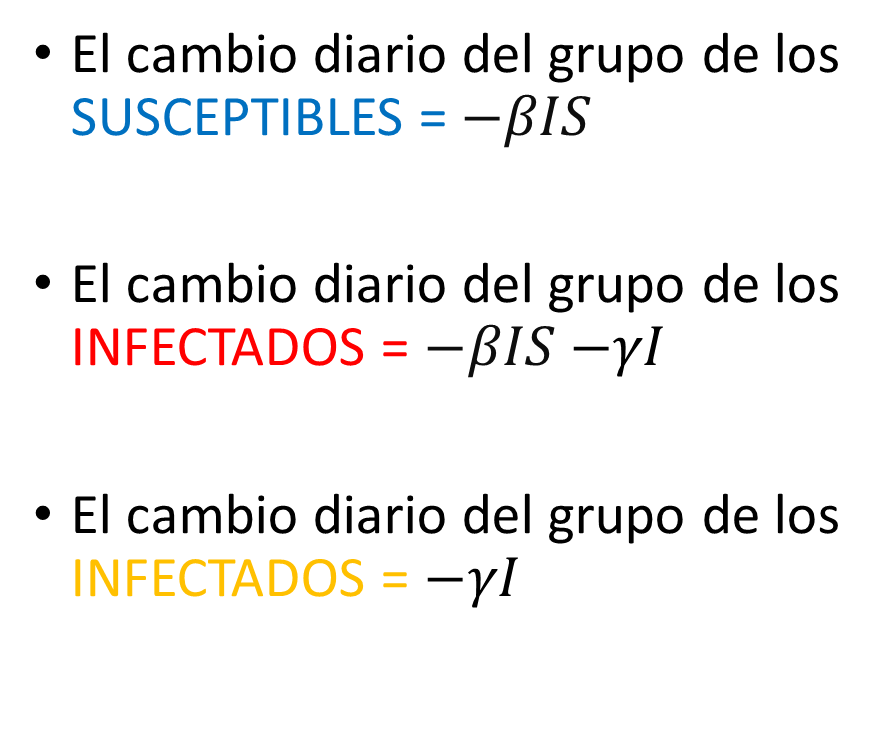 • El cambio diario del grupo de los
SUSCEPTIBLES = −βIS
• El cambio diario del grupo de los
INFECTADOS = −βIS −γI
• El cambio diario del grupo de los
INFECTADOS = −γI